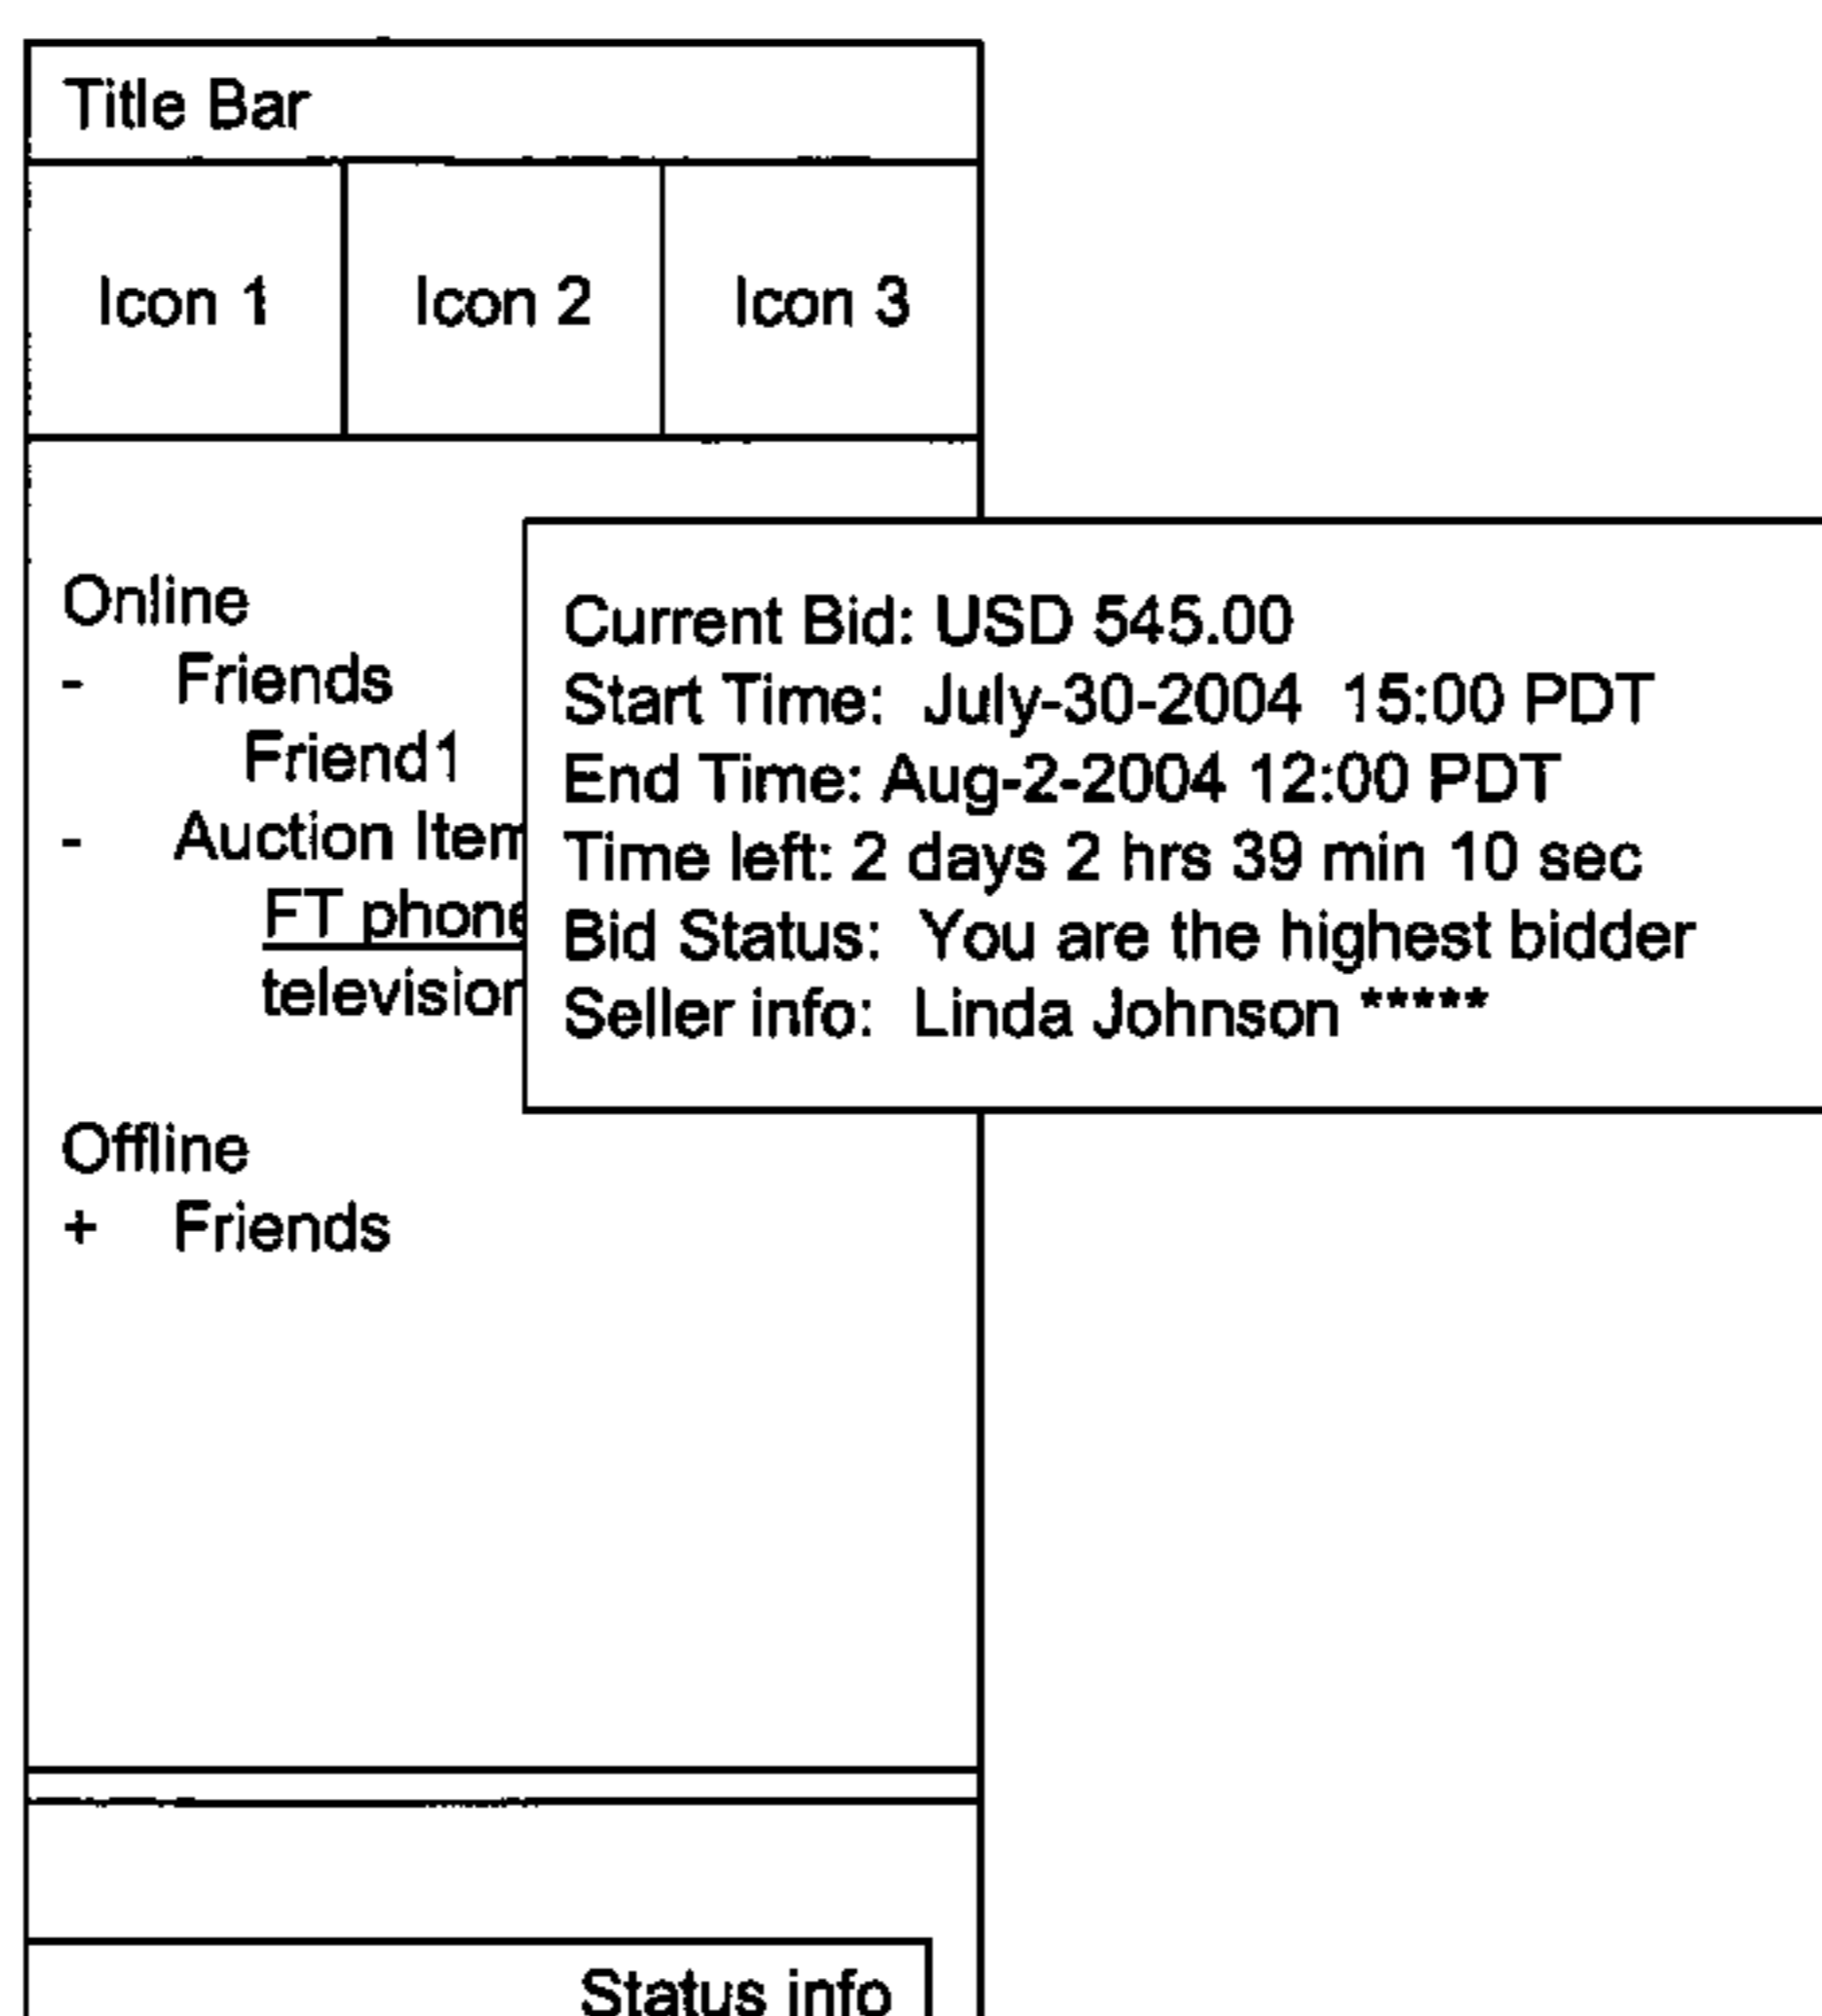 Title Bar
Icon 1 Icon 2 Icon 3
Online
- Friends
Friend1
- Auction Item
FT phone
television
Current Bid: USD 545.00
Start Time: July-30-2004 15:00 PDT
End Time: Aug-2-2004 12:00 PDT
Time left: 2 days 2 hrs 39 min 10 sec
Bid Status: You are the highest bidder
Seller info: Linda Johnson *****
Offline
+ Friends
Status info